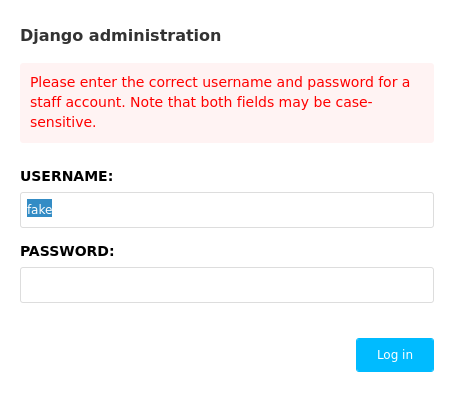 Django administration
Please enter the correct username and password for a
staff account. Note that both fields may be case-
sensitive.
USERNAME:
fake
PASSWORD:
Log in